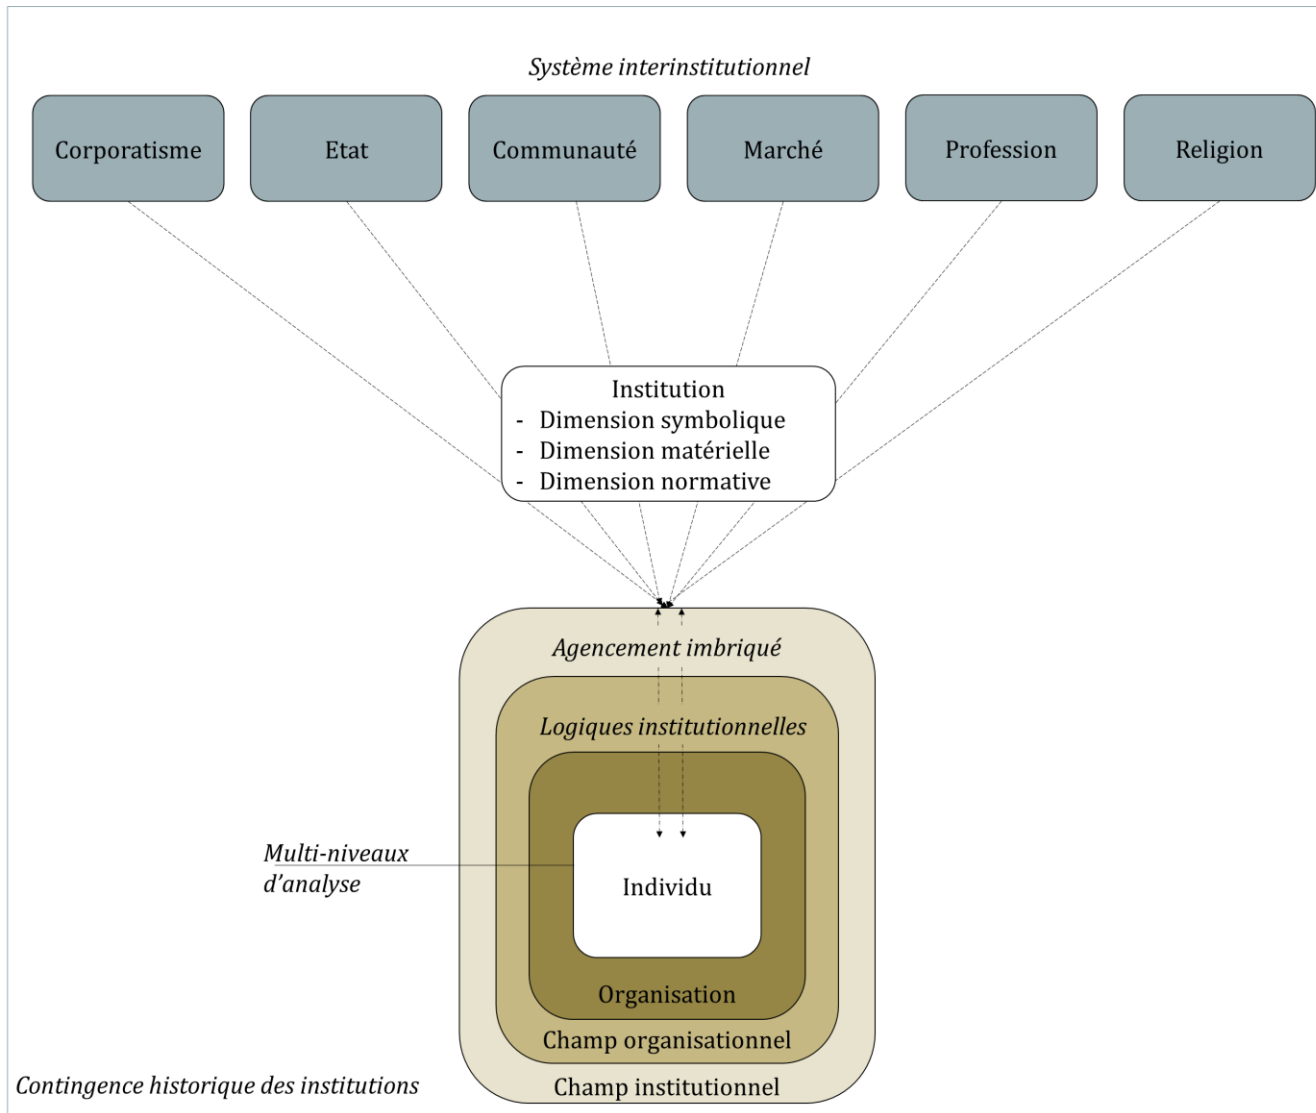 Système interinstitutionnel
Corporatisme
Etat
Communauté
Marché
Profession
Religion
Institution
- Dimension symbolique
- Dimension matérielle
- Dimension normative
Agencement imbriqué
Logiques institutionnelles
Multi-niveaux
d’analyse
Individu
Organisation
Champ organisationnel
Champ institutionnel
Contingence historique des institutions